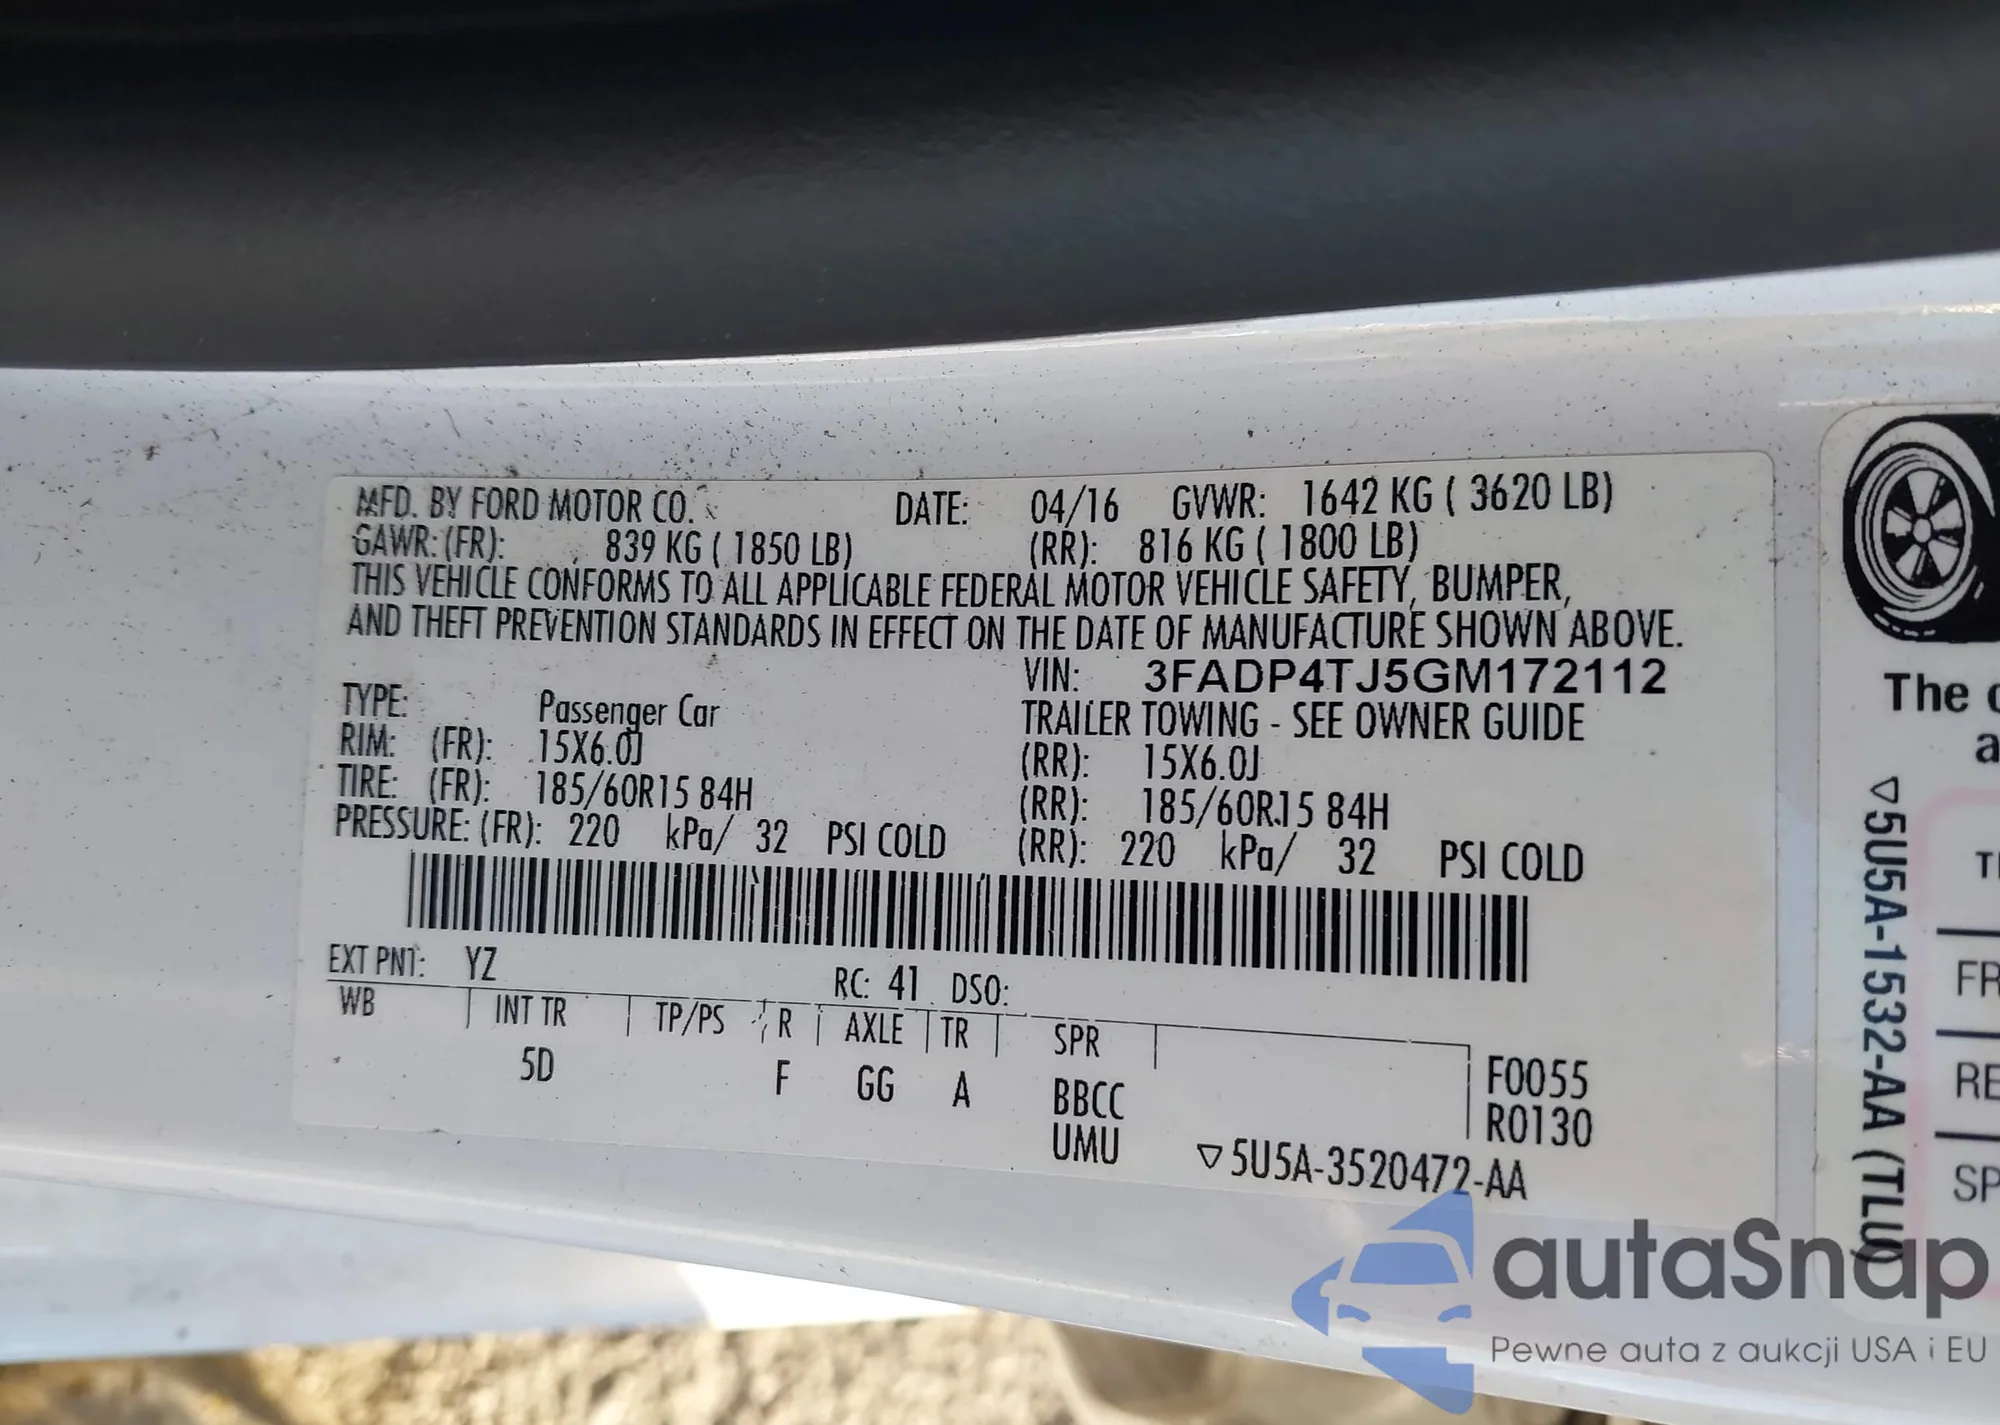 MFD. BY FORD MOTOR CO. DATE: 04/16 GVWR: 1642 KG ( 3620 LB)
GAWR: (FR): 839 KG ( 1850 LB) (RR): 816 KG ( 1800 LB)
THIS VEHICLE CONFORMS TO ALL APPLICABLE FEDERAL MOTOR VEHICLE SAFETY, BUMPER,
AND THEFT PREVENTION STANDARDS IN EFFECT ON THE DATE OF MANUFACTURE SHOWN ABOVE.
VIN: 3FADP4TJ5GM172112
TYPE: Passenger Car TRAILER TOWING - SEE OWNER GUIDE
RIM: (FR): 15X6.0J (RR): 15X6.0J
TIRE: (FR): 185/60R15 84H (RR): 185/60R15 84H
PRESSURE: (FR): 220 kPa/ 32 PSI COLD (RR): 220 kPa/ 32 PSI COLD
EXT PNT: YZ RC: 41 DSO:
WB INT TR TP/PS R AXLE TR SPR
5D F GG A BBCC F0055
UMU R0130
▽5U5A-3520472-AA
The
▽5U5A-1532-AA (TLU)
FR
RE
SP
autaSnap
Pewne auta z aukcji USA i EU